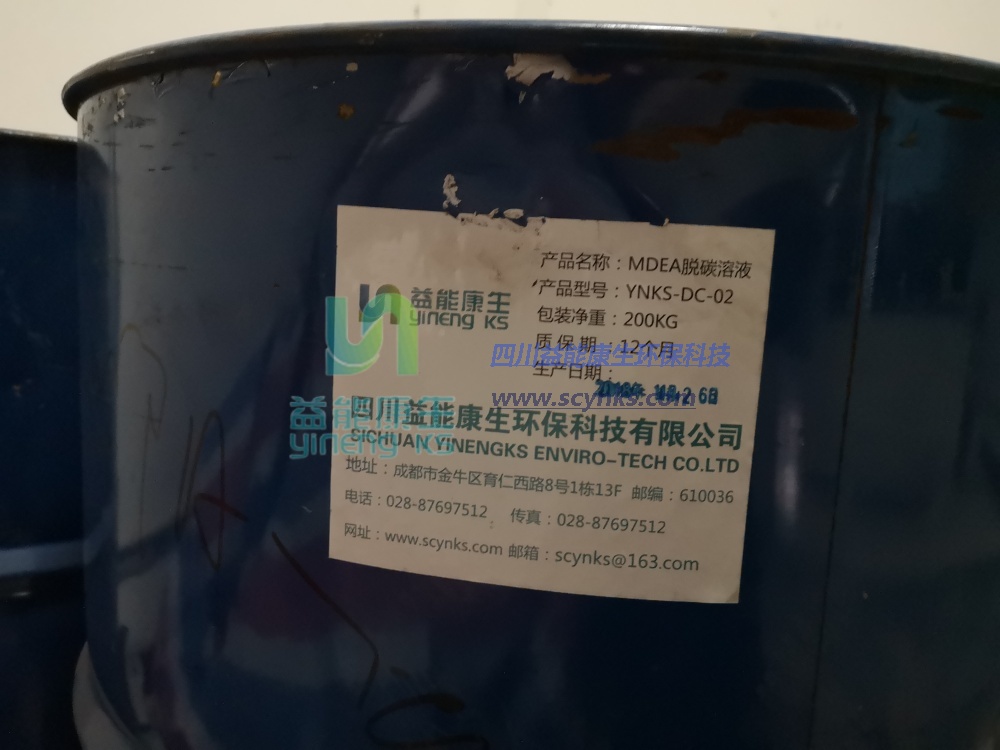 产品名称：MDEA脱碳溶液
产品型号：YNKS-DC-02
包装净重：200KG
质 保 期：12个月
生产日期：
益能康生
yineng KS
四川益能康生环保科技
www.scynks.com
益能康生
yineng KS
四川益能康生环保科技有限公司
SICHUAN YINENGKS ENVIRO-TECH CO.LTD
地址：成都市金牛区育仁西路8号1栋13F 邮编：610036
电话：028-87697512 传真：028-87697512
网址：www.scynks.com 邮箱：scynks@163.com